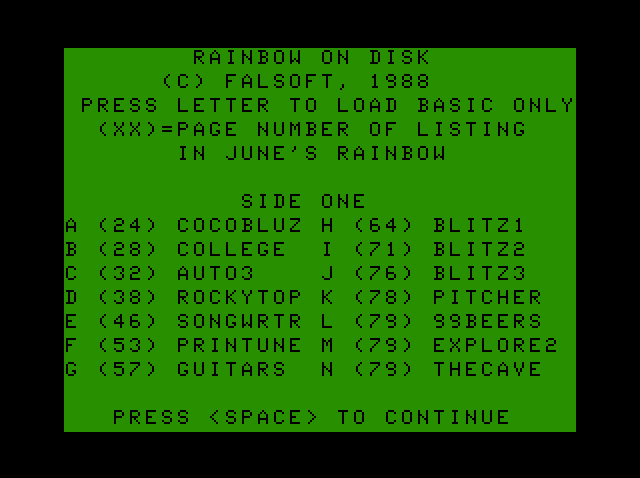 RAINBOW ON DISK
(C) FALSOFT, 1988
PRESS LETTER TO LOAD BASIC ONLY
(XX)=PAGE NUMBER OF LISTING
IN JUNE'S RAINBOW
SIDE ONE
A (24) COCOBLUZ H (64) BLITZ1
B (28) COLLEGE I (71) BLITZ2
C (32) AUTO3 J (76) BLITZ3
D (38) ROCKYTOP K (78) PITCHER
E (46) SONGWRTR L (79) 99BEERS
F (53) PRINTUNE M (79) EXPLORE2
G (57) GUITARS N (79) THECAVE
PRESS <SPACE> TO CONTINUE